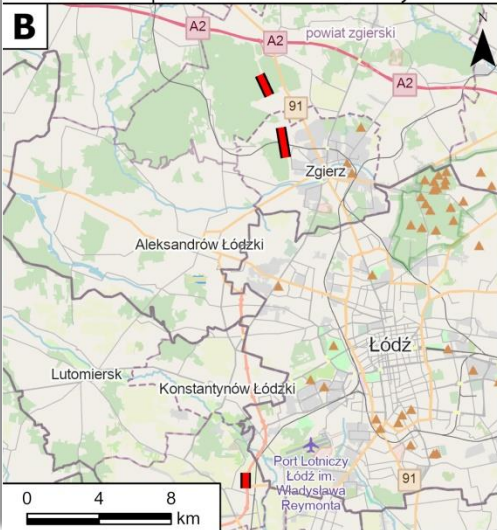 B
A2
powiat zgierski
N
A2
A2
91
Zgierz
Aleksandrów Łódzki
Łódź
Lutomiersk
Konstantynów Łódzki
Port Lotniczy
Łódź im.
Władysława
Reymonta
91
0 4 8
km